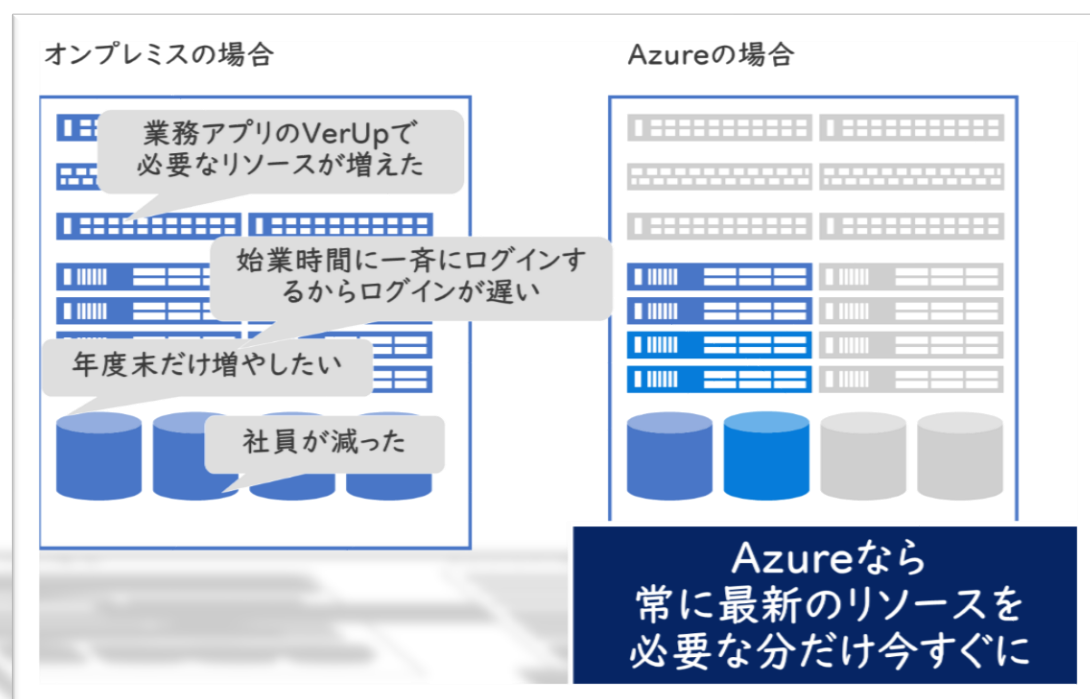 オンプレミスの場合
業務アプリのVerUpで
必要なリソースが増えた
始業時間に一斉にログインす
るからログインが遅い
年度末だけ増やしたい
社員が減った
Azureの場合
Azureなら
常に最新のリソースを
必要な分だけ今すぐに